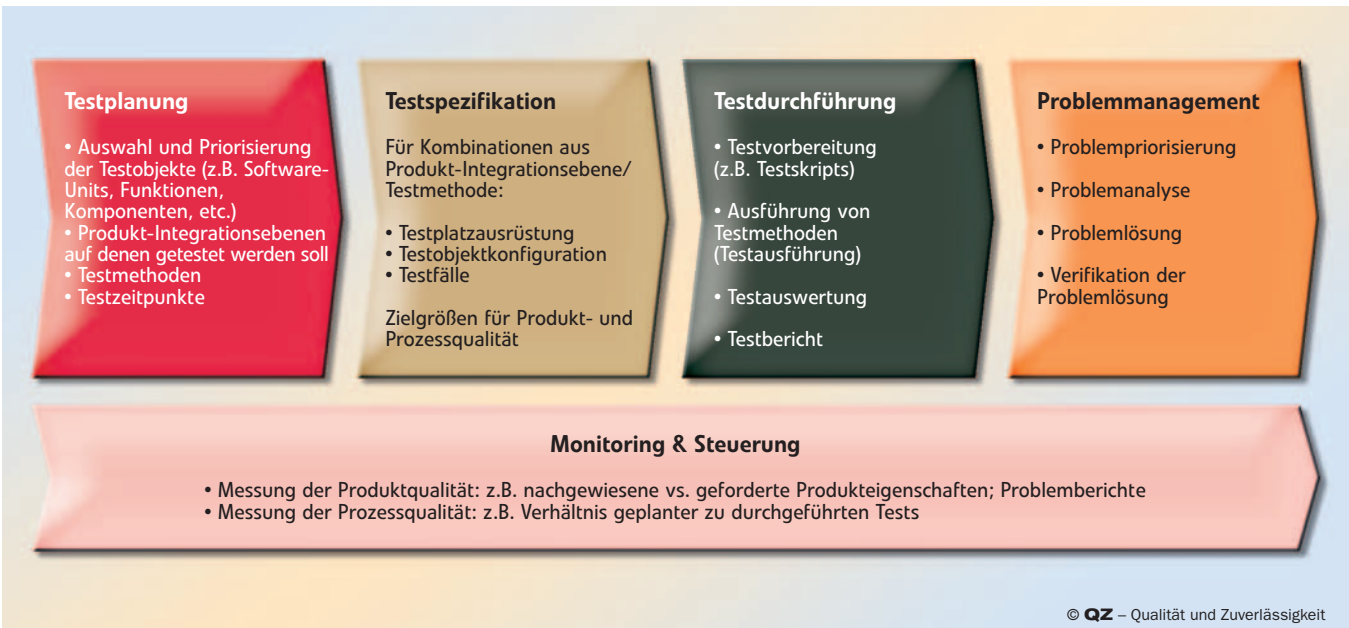 Testplanung
• Auswahl und Priorisierung
der Testobjekte (z.B. Software-
Units, Funktionen,
Komponenten, etc.)
• Produkt-Integrationsebenen
auf denen getestet werden soll
• Testmethoden
• Testzeitpunkte
Testspezifikation
Für Kombinationen aus
Produkt-Integrationsebene/
Testmethode:
• Testplatzausrüstung
• Testobjektkonfiguration
• Testfälle
Zielgrößen für Produkt- und
Prozessqualität
Testdurchführung
• Testvorbereitung
(z.B. Testskripts)
• Ausführung von
Testmethoden
(Testausführung)
• Testauswertung
• Testbericht
Problemmanagement
• Problempriorisierung
• Problemanalyse
• Problemlösung
• Verifikation der
Problemlösung
Monitoring & Steuerung
• Messung der Produktqualität: z.B. nachgewiesene vs. geforderte Produkteigenschaften; Problemberichte
• Messung der Prozessqualität: z.B. Verhältnis geplanter zu durchgeführten Tests
© QZ – Qualität und Zuverlässigkeit